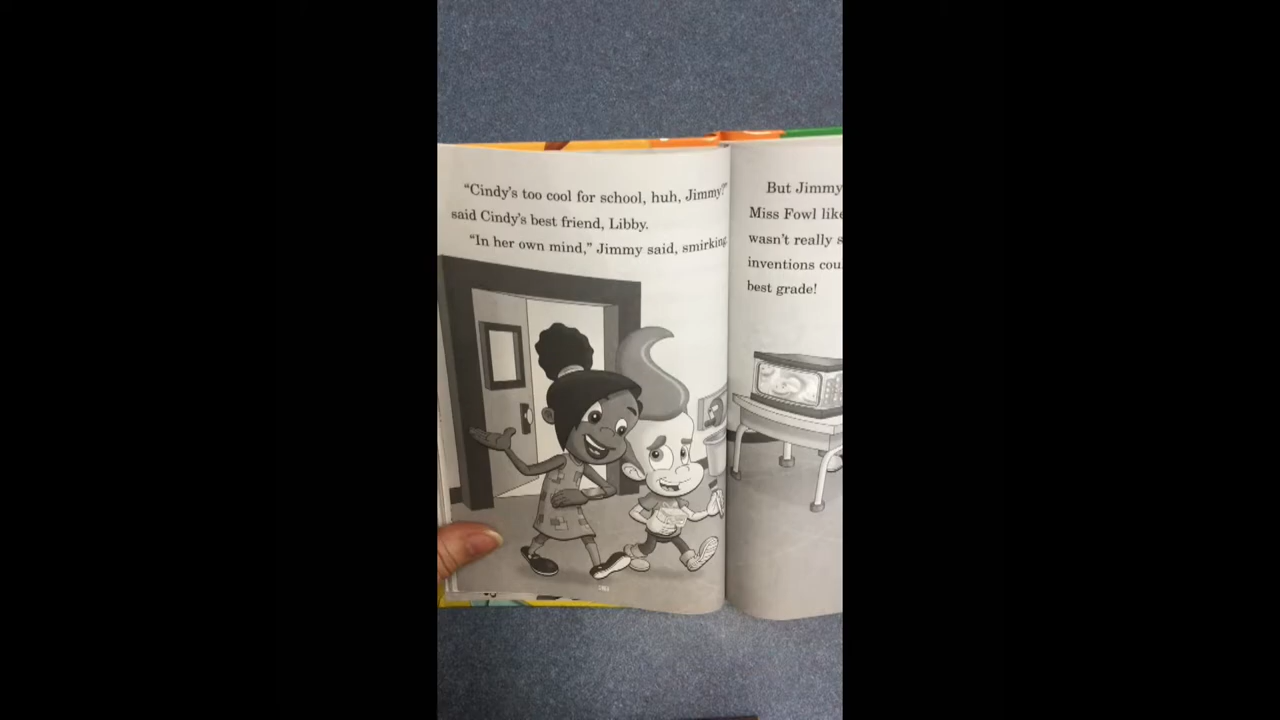 “Cindy’s too cool for school, huh, Jimmy?”
said Cindy’s best friend, Libby.
“In her own mind,” Jimmy said, smirking.
But Jimmy
Miss Fowl like
wasn’t really s
inventions cou
best grade!